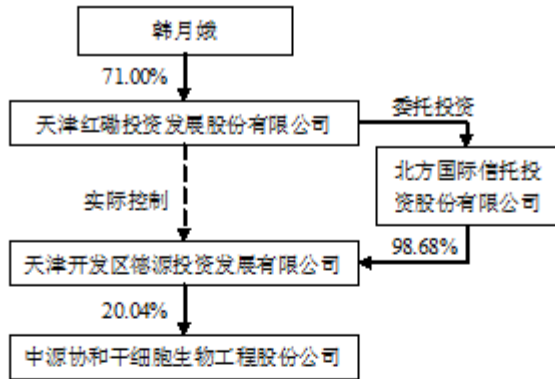 韩月娥
71.00%
天津红磡投资发展股份有限公司
委托投资
北方国际信托投
资股份有限公司
实际控制
98.68%
天津开发区德源投资发展有限公司
20.04%
中源协和干细胞生物工程股份公司